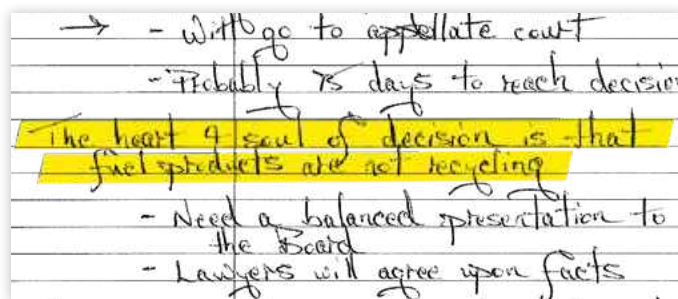 → - Will go to appellate court
- Probably 75 days to reach decision
The heart & soul of decision is that
fuel products are not recycling
- Need a balanced presentation to
the Board
- Lawyers will agree upon facts